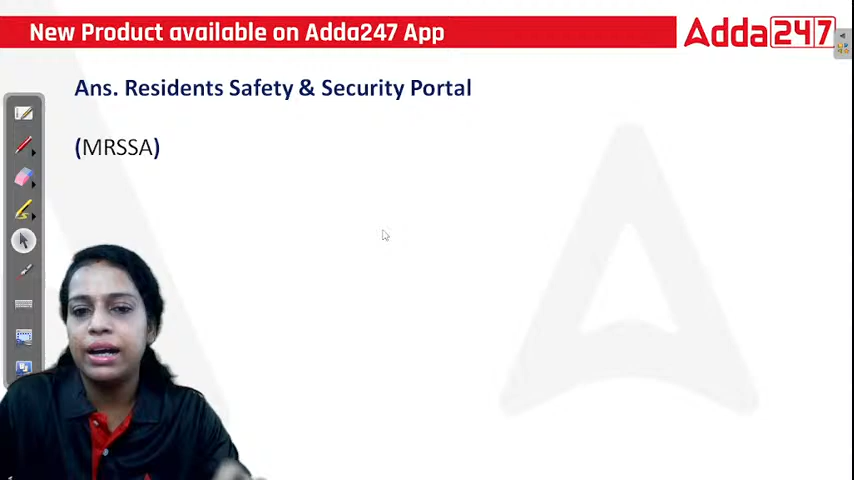 New Product available on Adda247 App
Adda247
Ans. Residents Safety & Security Portal
(MRSSA)